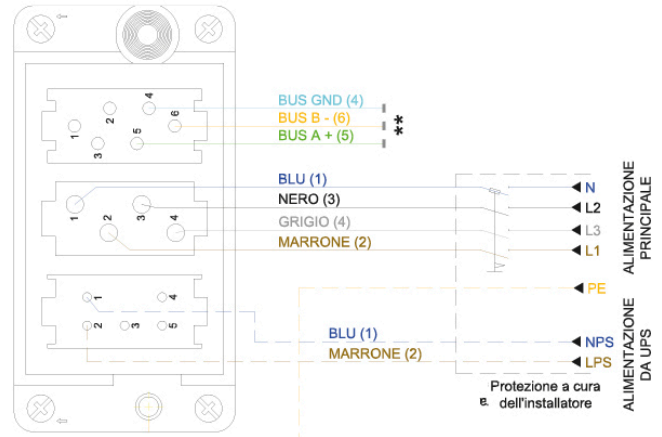 4
2
6
1
5
3
BUS GND (4)
BUS B - (6)
BUS A + (5)
**
1
3
2
4
BLU (1)
NERO (3)
GRIGIO (4)
MARRONE (2)
N
L2
L3
L1
PE
ALIMENTAZIONE
PRINCIPALE
1
4
2
3
5
BLU (1)
MARRONE (2)
NPS
LPS
ALIMENTAZIONE
DA UPS
Protezione a cura
dell'installatore